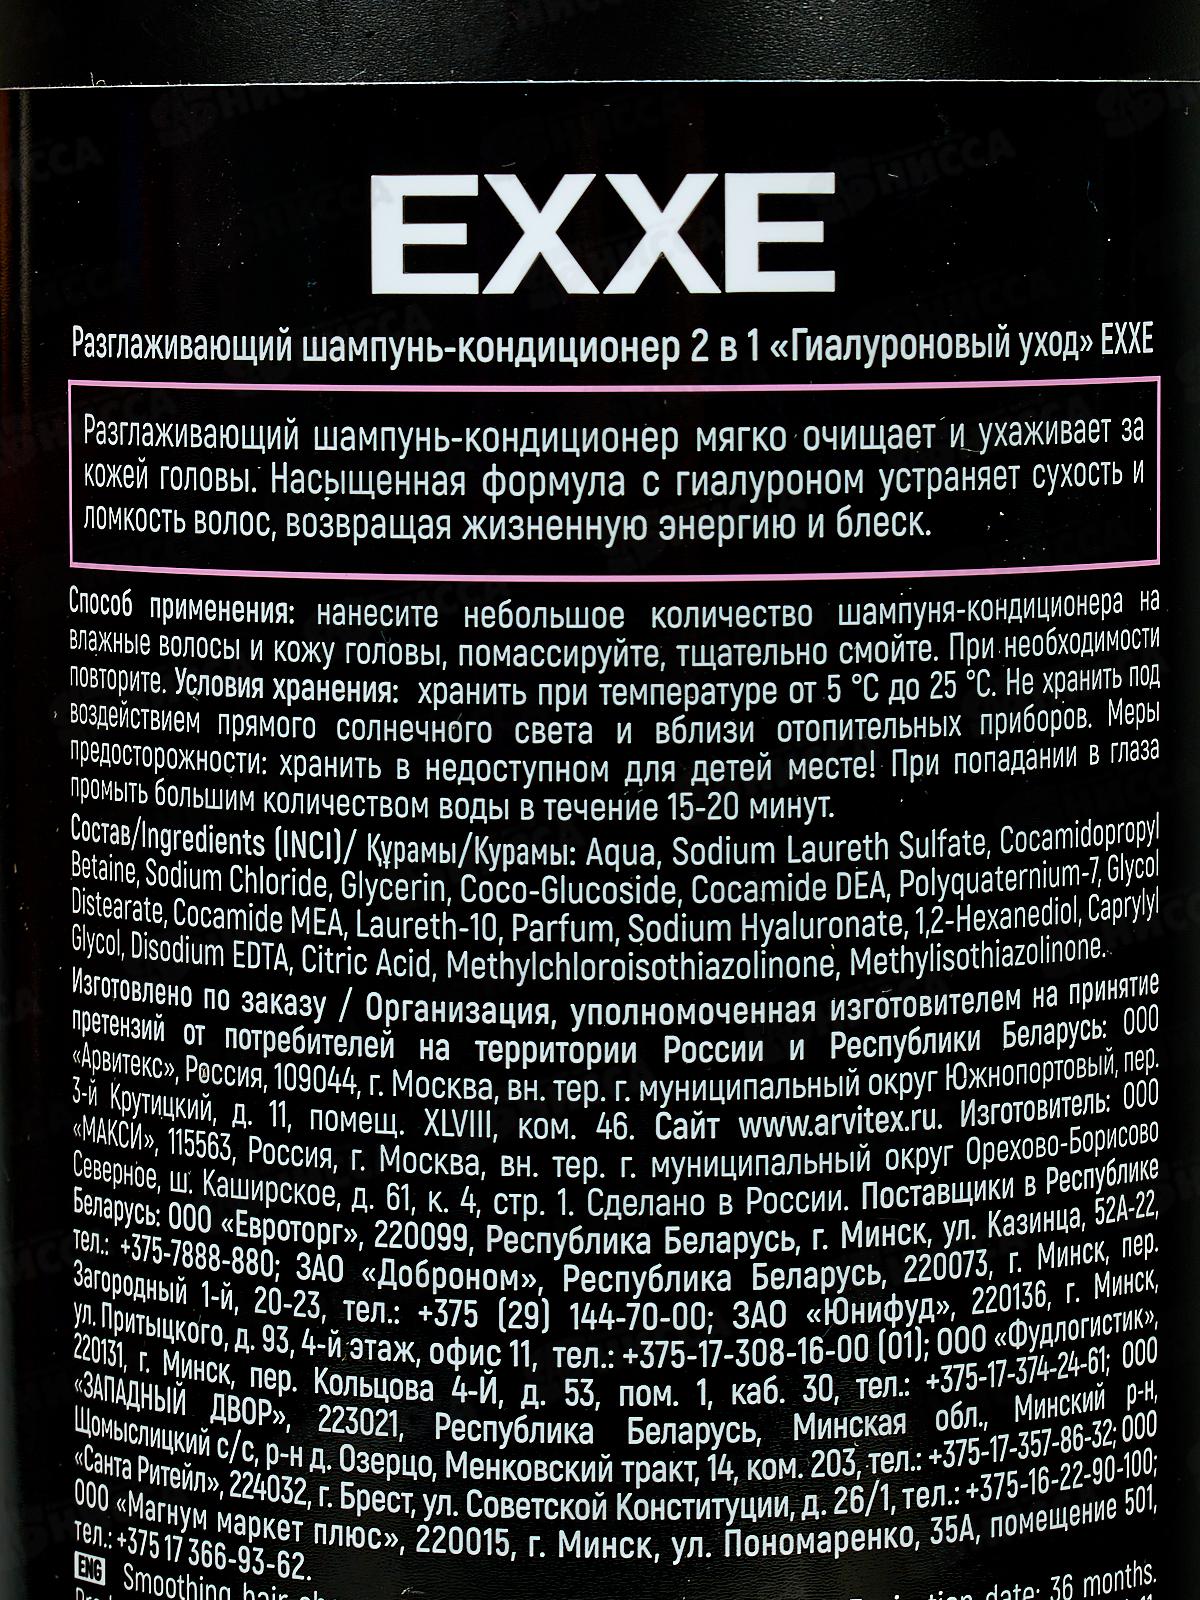 EXXE
Разглаживающий шампунь-кондиционер 2 в 1 «Гиалуроновый уход» EXXE
Разглаживающий шампунь-кондиционер мягко очищает и ухаживает за
кожей головы. Насыщенная формула с гиалуроном устраняет сухость и
ломкость волос, возвращая жизненную энергию и блеск.
Способ применения: нанесите небольшое количество шампуня-кондиционера на
влажные волосы и кожу головы, помассируйте, тщательно смойте. При необходимости
повторите. Условия хранения: хранить при температуре от 5 °С до 25 °С. Не хранить под
воздействием прямого солнечного света и вблизи отопительных приборов. Меры
предосторожности: хранить в недоступном для детей месте! При попадании в глаза
промыть большим количеством воды в течение 15-20 минут.
Состав/Ingredients (INCI)/ Құрамы/Курамы: Aqua, Sodium Laureth Sulfate, Cocamidopropyl
Betaine, Sodium Chloride, Glycerin, Coco-Glucoside, Cocamide DEA, Polyquaternium-7, Glycol
Distearate, Cocamide MEA, Laureth-10, Parfum, Sodium Hyaluronate, 1,2-Hexanediol, Caprylyl
Glycol, Disodium EDTA, Citric Acid, Methylchloroisothiazolinone, Methylisothiazolinone.
Изготовлено по заказу / Организация, уполномоченная изготовителем на принятие
претензий от потребителей на территории России и Республики Беларусь: ООО
«Арвитекс», Россия, 109044, г. Москва, вн. тер. г. муниципальный округ Южнопортовый, пер.
3-й Крутицкий, д. 11, помещ. XLVIII, ком. 46. Сайт www.arvitex.ru. Изготовитель: ООО
«МАКСИ», 115563, Россия, г. Москва, вн. тер. г. муниципальный округ Орехово-Борисово
Северное, ш. Каширское, д. 61, к. 4, стр. 1. Сделано в России. Поставщики в Республике
Беларусь: ООО «Евроторг», 220099, Республика Беларусь, г. Минск, ул. Казинца, 52А-22,
тел.: +375-7888-880; ЗАО «Доброном», Республика Беларусь, 220073, г. Минск, пер.
Загородный 1-й, 20-23, тел.: +375 (29) 144-70-00; ЗАО «Юнифуд», 220136, г. Минск,
ул. Притыцкого, д. 93, 4-й этаж, офис 11, тел.: +375-17-308-16-00 (01); ООО «Фудлогистик»,
220131, г. Минск, пер. Кольцова 4-Й, д. 53, пом. 1, каб. 30, тел.: +375-17-374-24-61; ООО
«ЗАПАДНЫЙ ДВОР», 223021, Республика Беларусь, Минская обл., Минский р-н,
Щомыслицкий с/с, р-н д. Озерцо, Менковский тракт, 14, ком. 203, тел.: +375-17-357-86-32; ООО
«Санта Ритейл», 224032, г. Брест, ул. Советской Конституции, д. 26/1, тел.: +375-16-22-90-100;
ООО «Магнум маркет плюс», 220015, г. Минск, ул. Пономаренко, 35А, помещение 501,
тел.: +375 17 366-93-62.
ENG Smoothing hair date: 36 months.